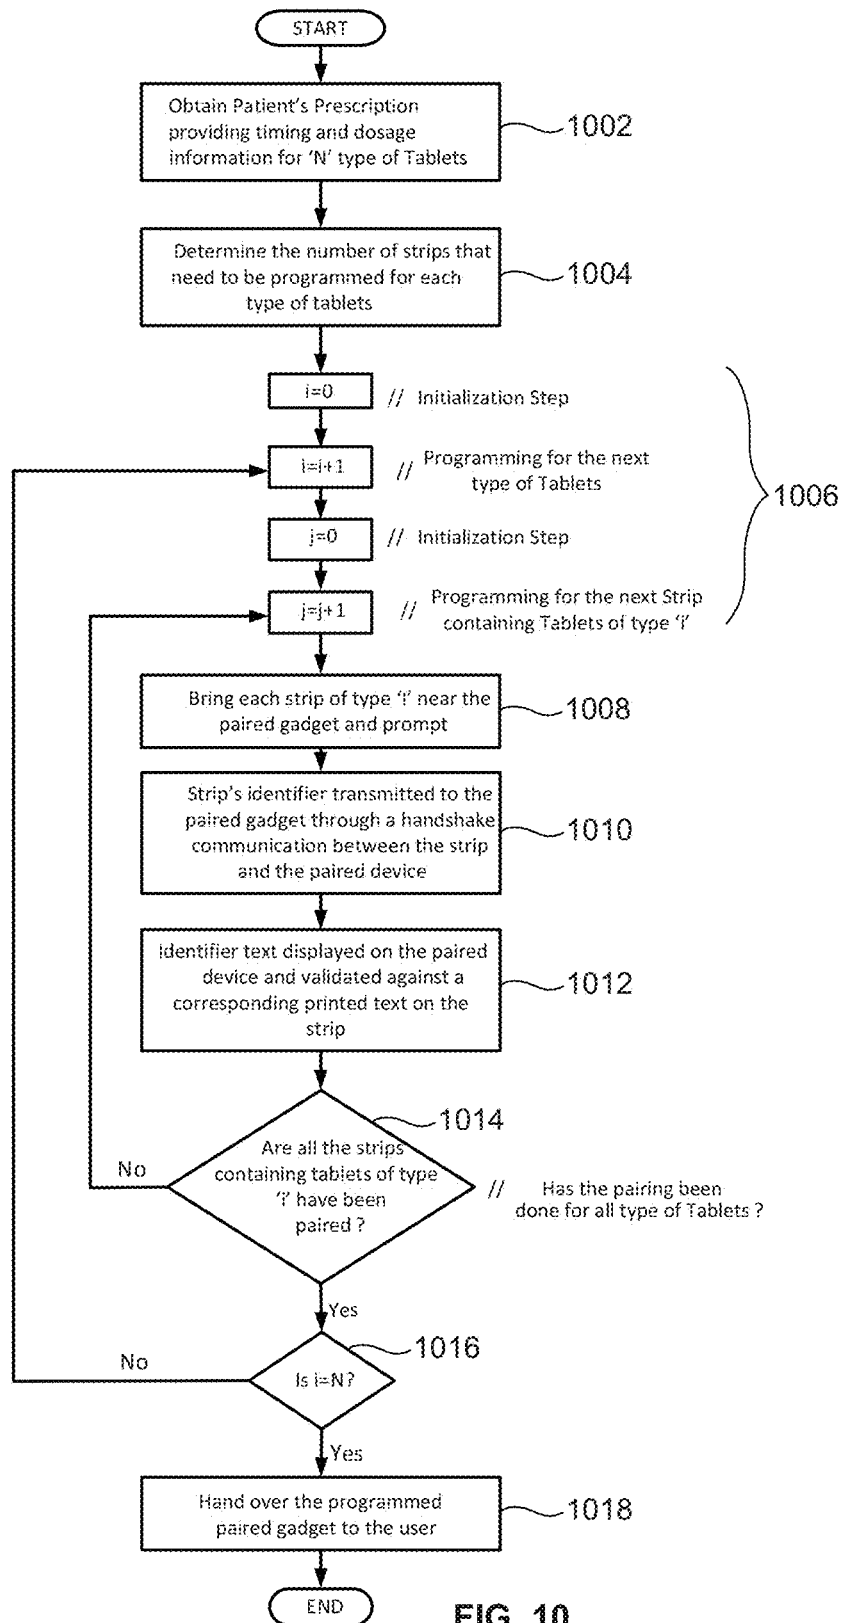 START
Obtain Patient's Prescription
providing timing and dosage
information for 'N' type of Tablets
1002
Determine the number of strips that
need to be programmed for each
type of tablets
1004
i=0
// Initialization Step
i=i+1
// Programming for the next
type of Tablets
1006
j=0
// Initialization Step
j=j+1
// Programming for the next Strip
containing Tablets of type 'i'
Bring each strip of type 'i' near the
paired gadget and prompt
1008
Strip's identifier transmitted to the
paired gadget through a handshake
communication between the strip
and the paired device
1010
Identifier text displayed on the paired
device and validated against a
corresponding printed text on the
strip
1012
1014
Are all the strips
containing tablets of type
'i' have been
paired ?
No
// Has the pairing been
done for all type of Tablets ?
Yes
1016
No
Is i=N?
Yes
Hand over the programmed
paired gadget to the user
1018
END
FIG. 10